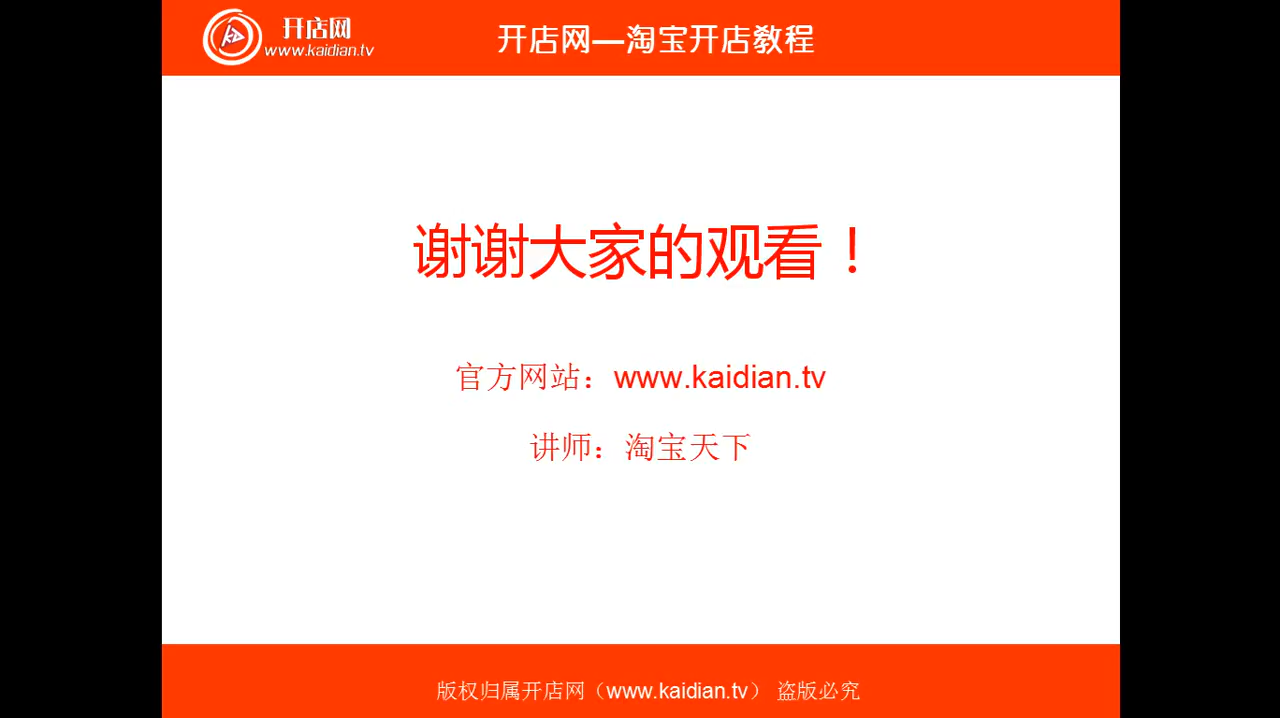 开店网
www.kaidian.tv
开店网—淘宝开店教程
谢谢大家的观看！
官方网站：www.kaidian.tv
讲师：淘宝天下
版权归属开店网（www.kaidian.tv） 盗版必究